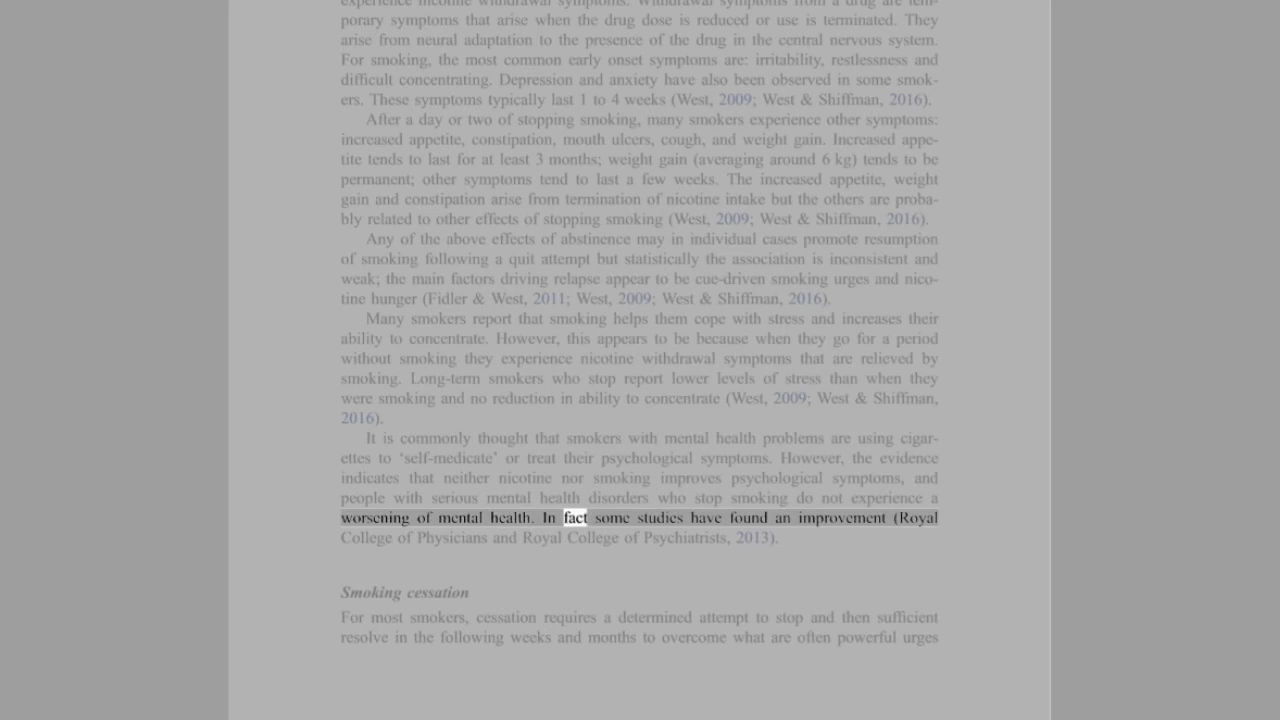 experience nicotine withdrawal symptoms. Withdrawal symptoms from a drug are tem-
porary symptoms that arise when the drug dose is reduced or use is terminated. They
arise from neural adaptation to the presence of the drug in the central nervous system.
For smoking, the most common early onset symptoms are: irritability, restlessness and
difficult concentrating. Depression and anxiety have also been observed in some smok-
ers. These symptoms typically last 1 to 4 weeks (West, 2009; West & Shiffman, 2016).
After a day or two of stopping smoking, many smokers experience other symptoms:
increased appetite, constipation, mouth ulcers, cough, and weight gain. Increased appe-
tite tends to last for at least 3 months; weight gain (averaging around 6 kg) tends to be
permanent; other symptoms tend to last a few weeks. The increased appetite, weight
gain and constipation arise from termination of nicotine intake but the others are proba-
bly related to other effects of stopping smoking (West, 2009; West & Shiffman, 2016).
Any of the above effects of abstinence may in individual cases promote resumption
of smoking following a quit attempt but statistically the association is inconsistent and
weak; the main factors driving relapse appear to be cue-driven smoking urges and nico-
tine hunger (Fidler & West, 2011; West, 2009; West & Shiffman, 2016).
Many smokers report that smoking helps them cope with stress and increases their
ability to concentrate. However, this appears to be because when they go for a period
without smoking they experience nicotine withdrawal symptoms that are relieved by
smoking. Long-term smokers who stop report lower levels of stress than when they
were smoking and no reduction in ability to concentrate (West, 2009; West & Shiffman,
2016).
It is commonly thought that smokers with mental health problems are using cigar-
ettes to ‘self-medicate’ or treat their psychological symptoms. However, the evidence
indicates that neither nicotine nor smoking improves psychological symptoms, and
people with serious mental health disorders who stop smoking do not experience a
worsening of mental health. In fact some studies have found an improvement (Royal
College of Physicians and Royal College of Psychiatrists, 2013).
Smoking cessation
For most smokers, cessation requires a determined attempt to stop and then sufficient
resolve in the following weeks and months to overcome what are often powerful urges